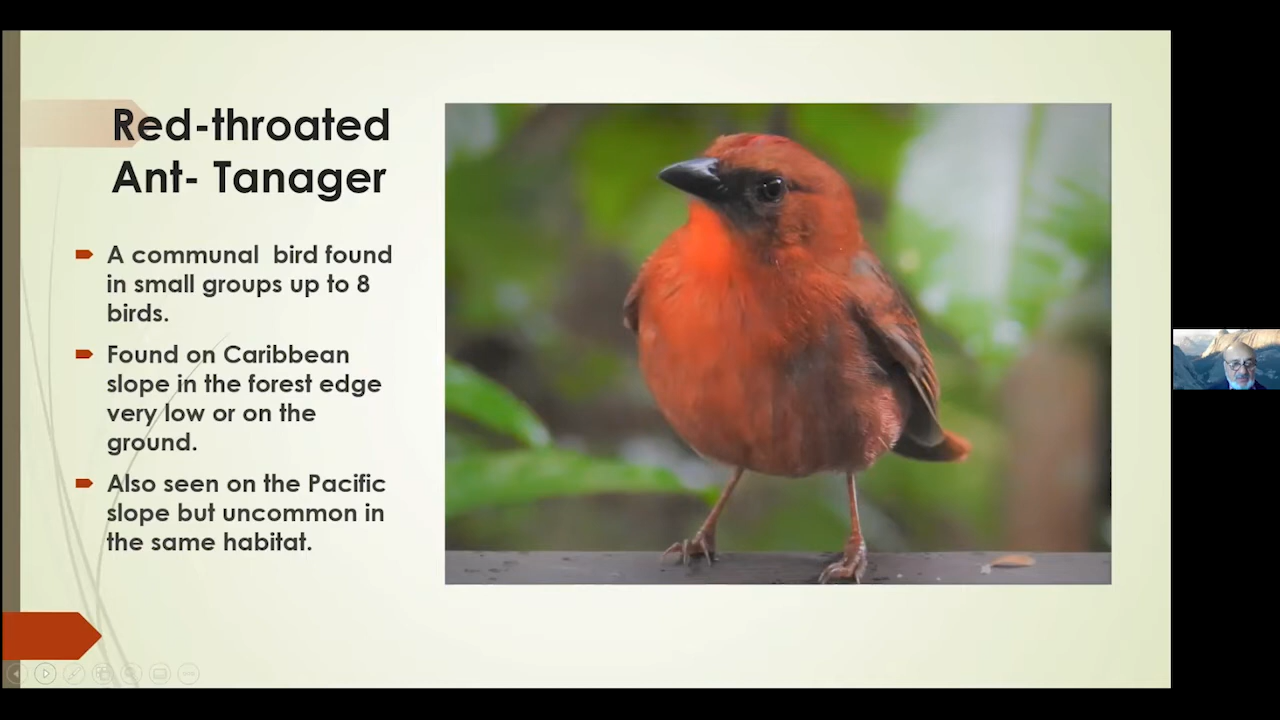 Red-throated
Ant- Tanager
A communal  bird found
in small groups up to 8
birds.
Found on Caribbean
slope in the forest edge
very low or on the
ground.
Also seen on the Pacific
slope but uncommon in
the same habitat.